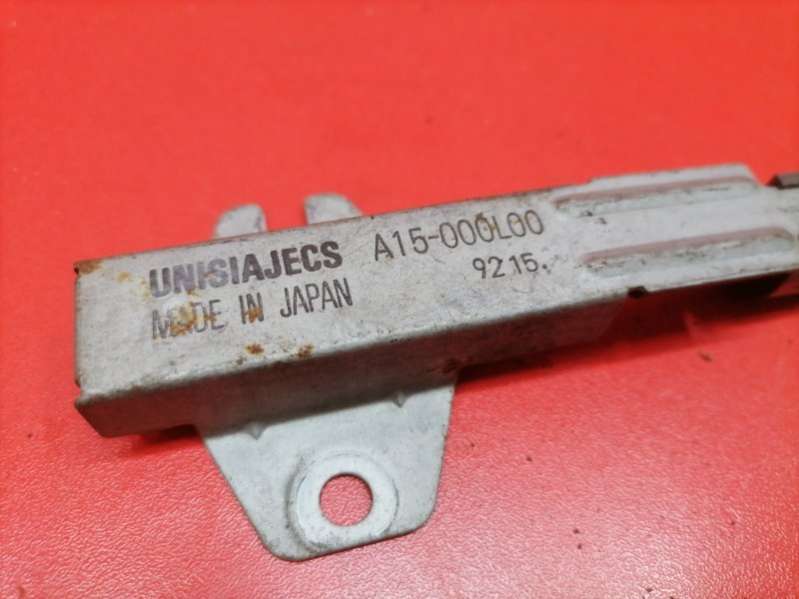 UNISIAJECS A15-000L00
MADE IN JAPAN 9215.